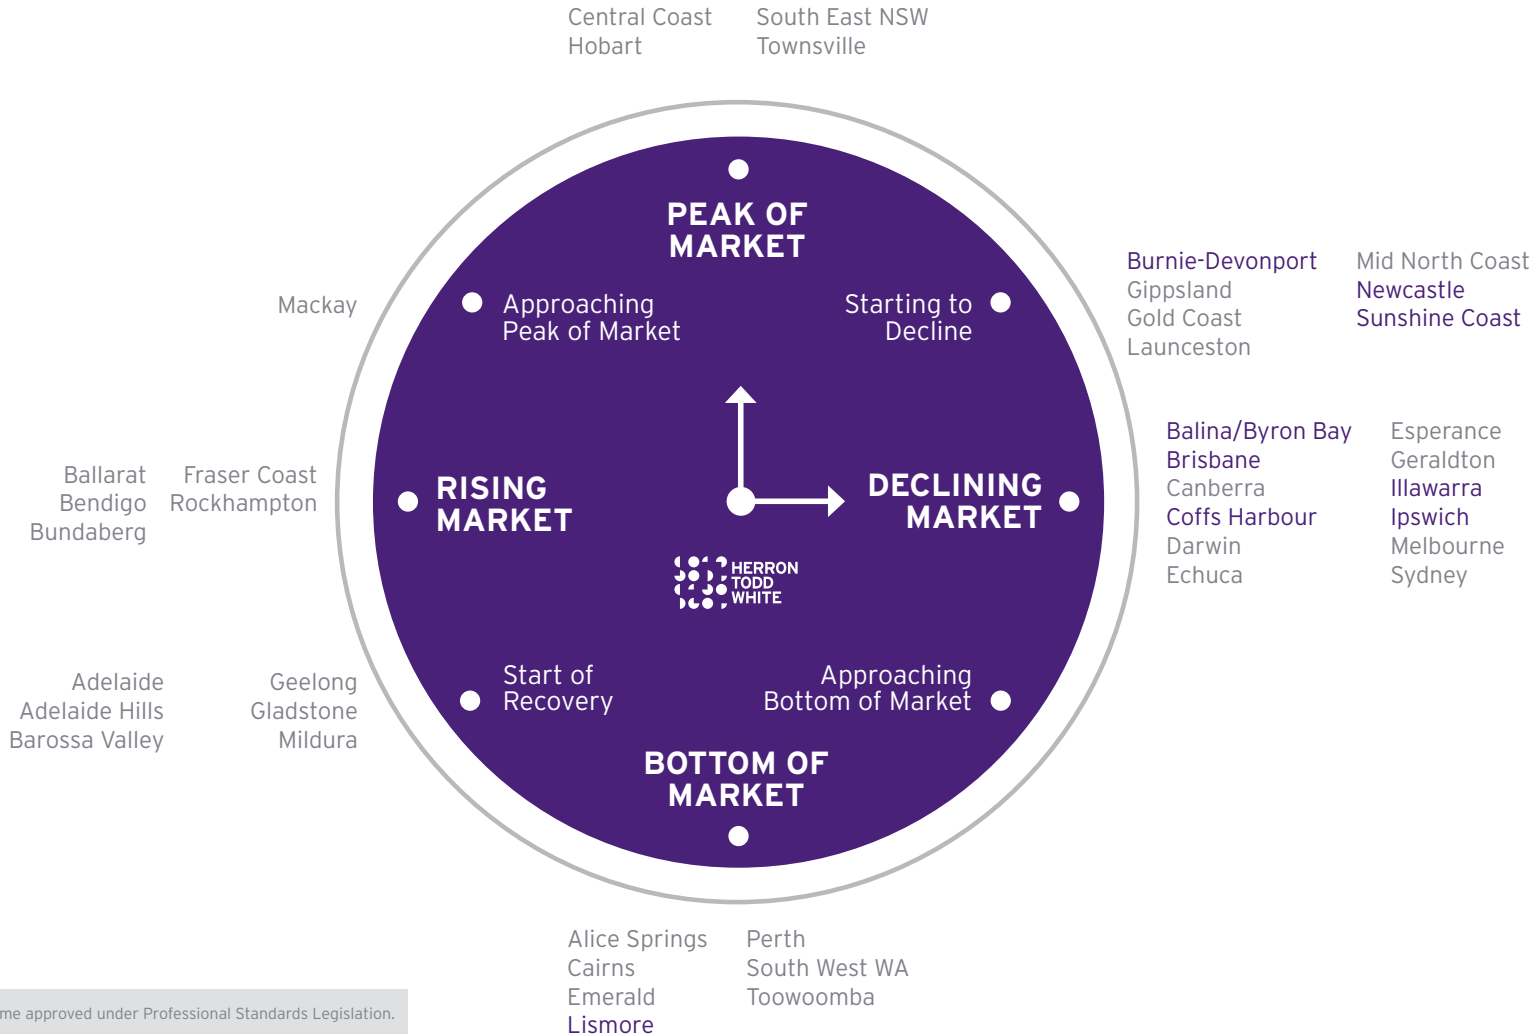 Central Coast
Hobart
South East NSW
Townsville
PEAK OF
MARKET
Mackay
Approaching
Peak of Market
Starting to
Decline
Burnie-Devonport
Gippsland
Gold Coast
Launceston
Mid North Coast
Newcastle
Sunshine Coast
Ballarat
Bendigo
Bundaberg
Fraser Coast
Rockhampton
RISING
MARKET
DECLINING
MARKET
Balina/Byron Bay
Brisbane
Canberra
Coffs Harbour
Darwin
Echuca
Esperance
Geraldton
Illawarra
Ipswich
Melbourne
Sydney
HERRON
TODD
WHITE
Adelaide
Adelaide Hills
Barossa Valley
Geelong
Gladstone
Mildura
Start of
Recovery
Approaching
Bottom of Market
BOTTOM OF
MARKET
Alice Springs
Cairns
Emerald
Lismore
Perth
South West WA
Toowoomba
me approved under Professional Standards Legislation.